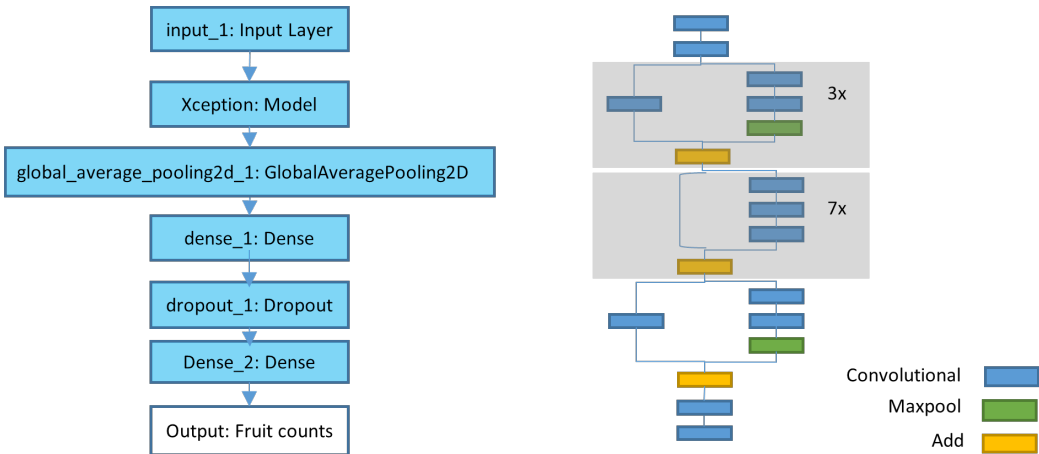 input_1: Input Layer
Xception: Model
global_average_pooling2d_1: GlobalAveragePooling2D
dense_1: Dense
dropout_1: Dropout
Dense_2: Dense
Output: Fruit counts
3x
7x
Convolutional
Maxpool
Add